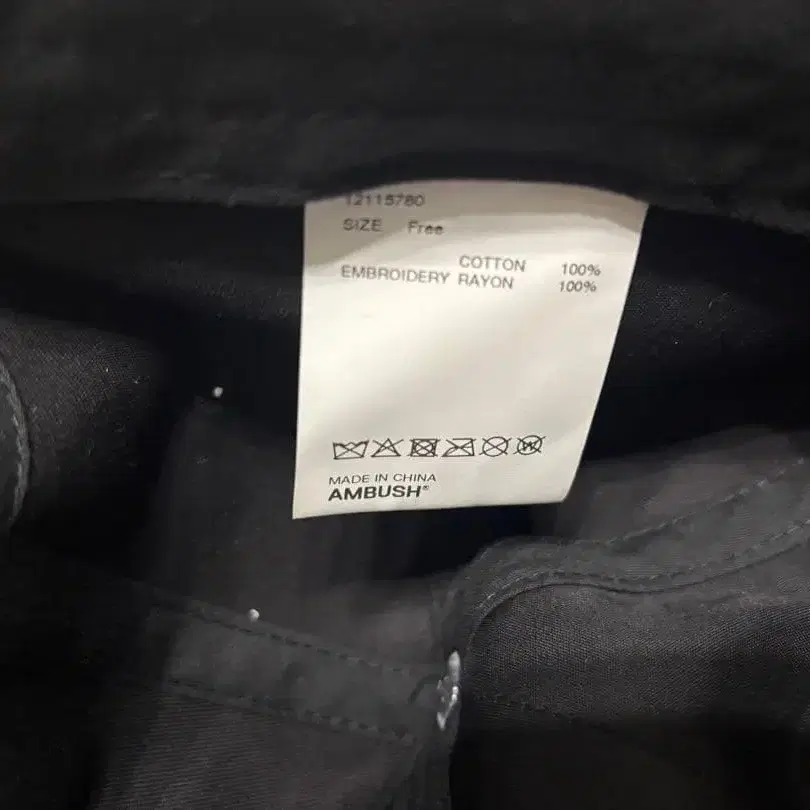 12115780
SIZE Free
COTTON 100%
EMBROIDERY RAYON 100%
MADE IN CHINA
AMBUSH®